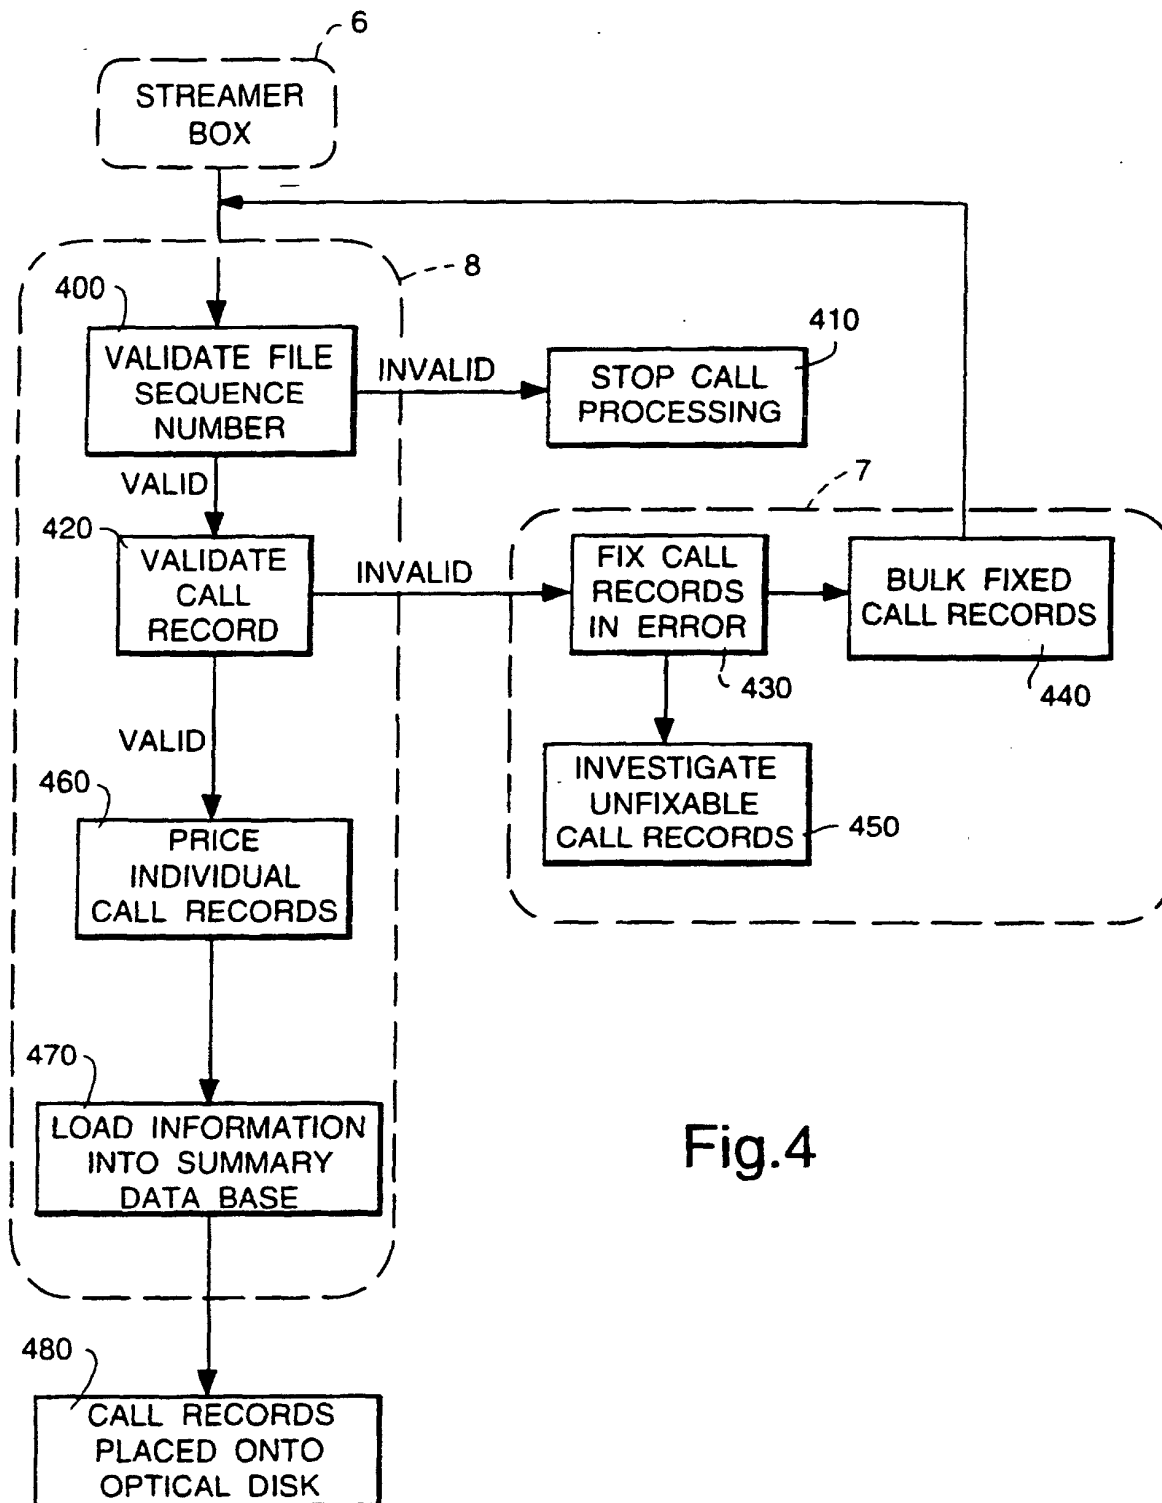 6
STREAMER
BOX
8
400
VALIDATE FILE
SEQUENCE
NUMBER
INVALID
410
STOP CALL
PROCESSING
VALID
7
420
VALIDATE
CALL
RECORD
INVALID
FIX CALL
RECORDS
IN ERROR
430
BULK FIXED
CALL RECORDS
440
VALID
INVESTIGATE
UNFIXABLE
CALL RECORDS
450
460
PRICE
INDIVIDUAL
CALL RECORDS
470
LOAD INFORMATION
INTO SUMMARY
DATA BASE
Fig.4
480
CALL RECORDS
PLACED ONTO
OPTICAL DISK